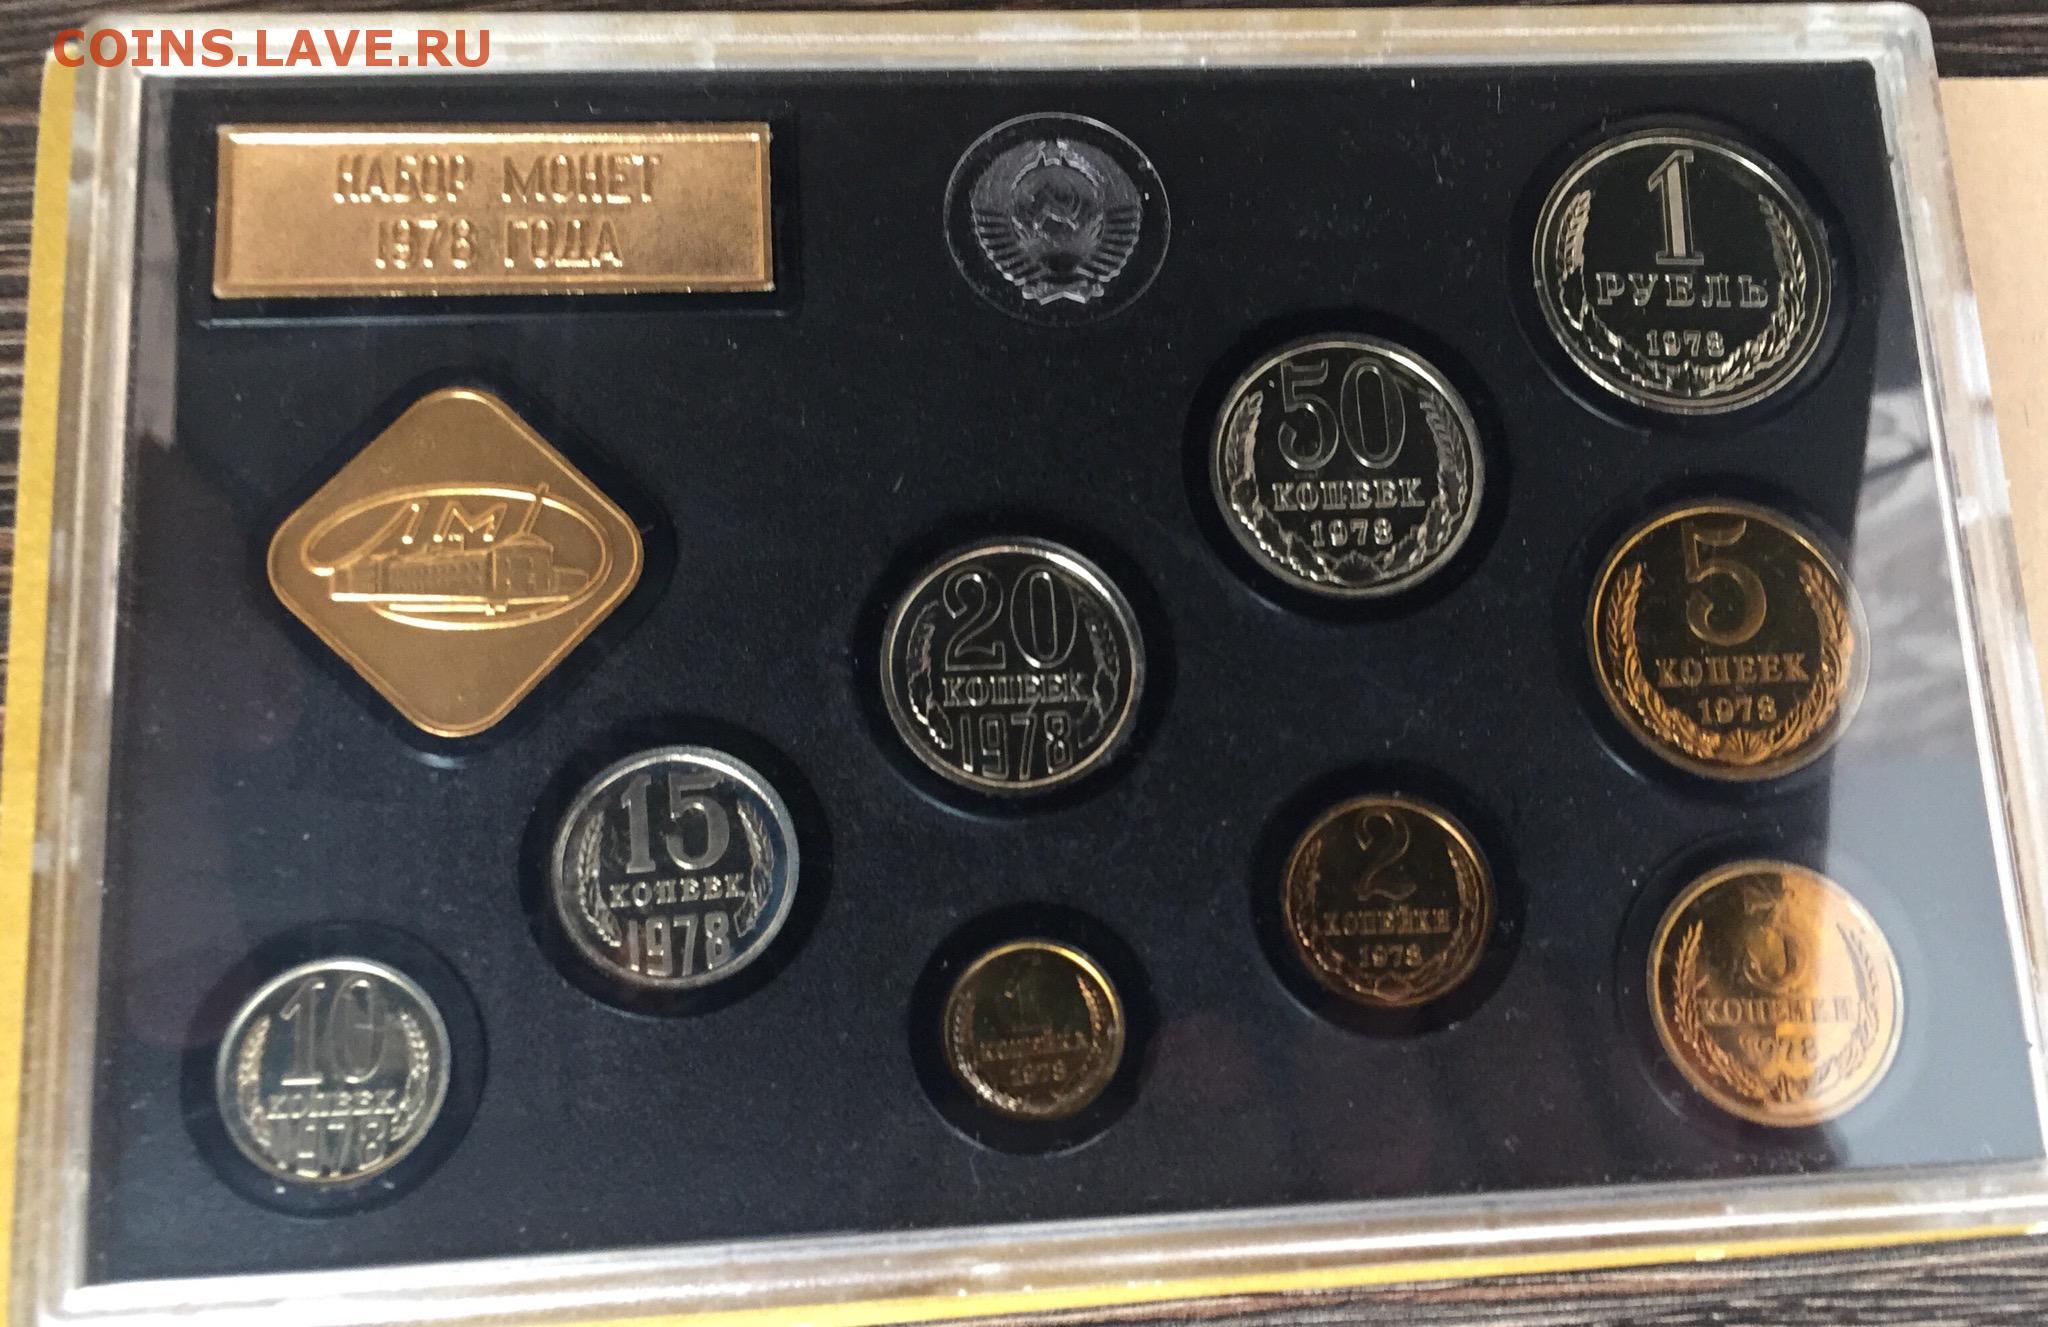 COINS.LAVE.RU
НАБОР МОНЕТ
1978 ГОДА
1
РУБЛЬ
1978
50
КОПЕЕК
1978
ЛМД
20
КОПЕЕК
1978
5
КОПЕЕК
1978
15
КОПЕЕК
1978
2
КОПЕЙКИ
1978
3
КОПЕЙКИ
1978
10
КОПЕЕК
1978
1
КОПЕЙКА
1978